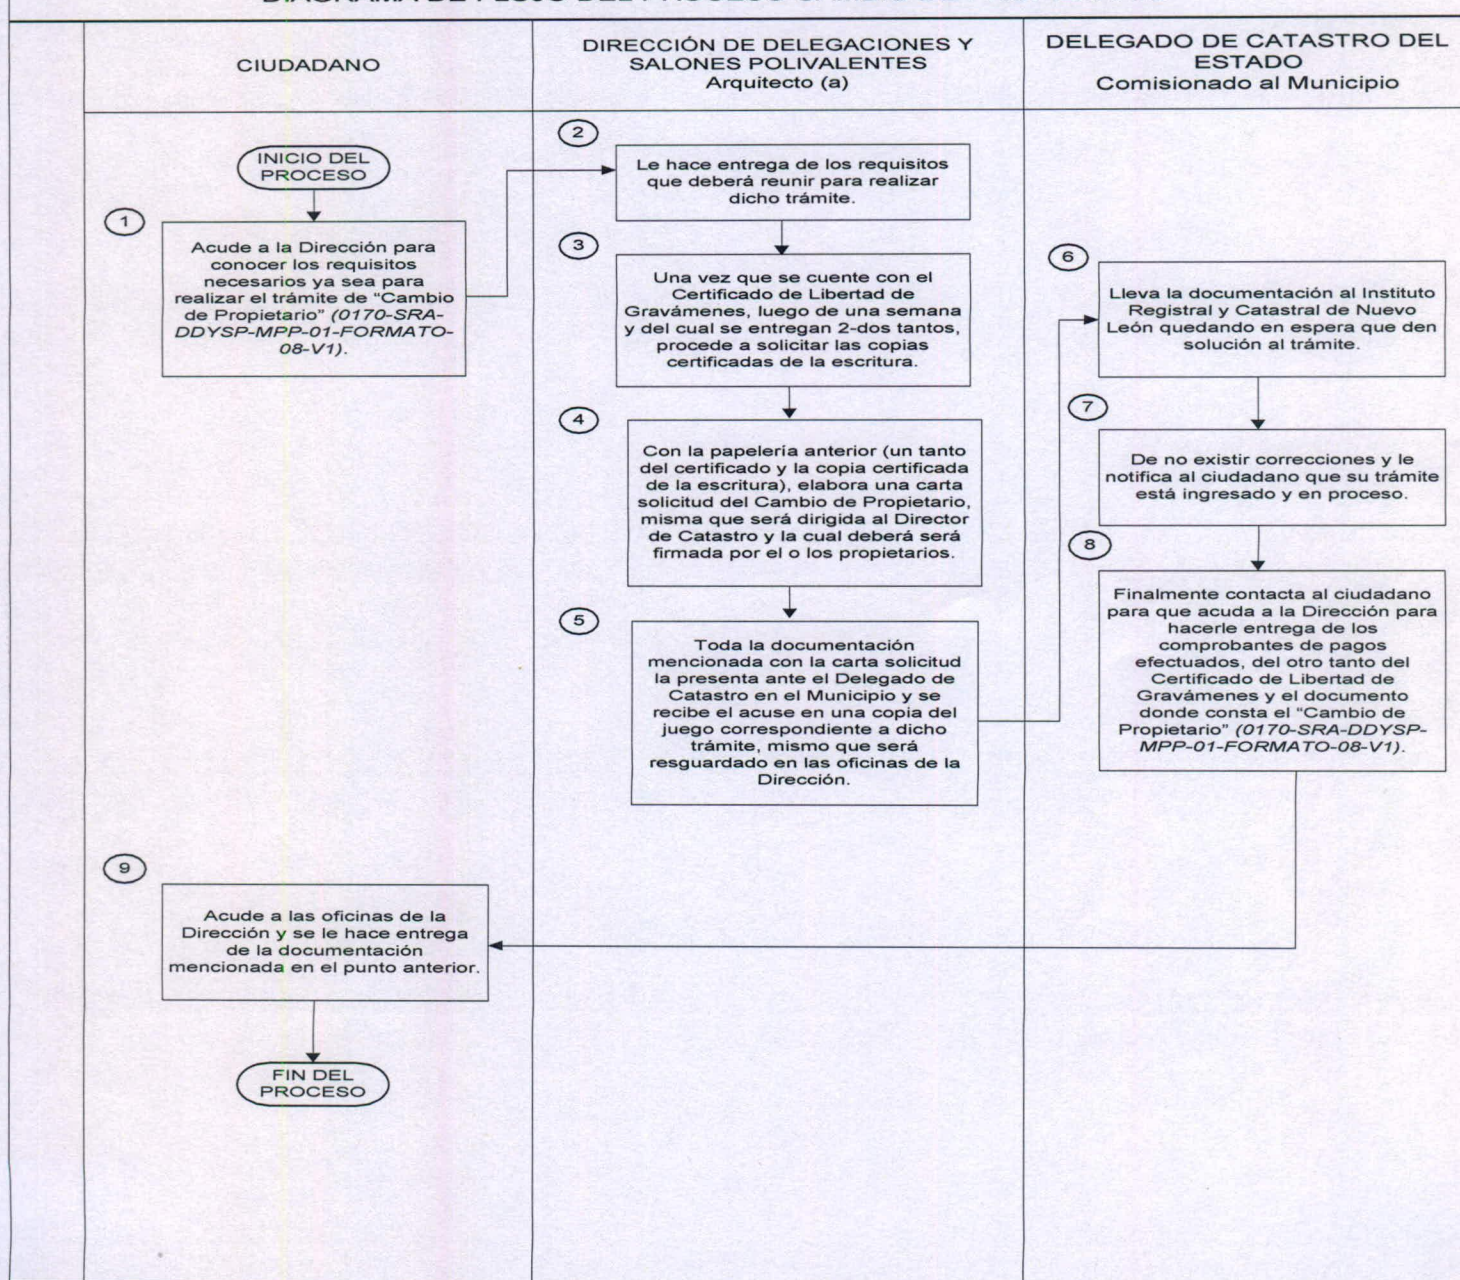 CIUDADANO
DIRECCIÓN DE DELEGACIONES Y
SALONES POLIVALENTES
Arquitecto (a)
DELEGADO DE CATASTRO DEL
ESTADO
Comisionado al Municipio
INICIO DEL
PROCESO
1
Acude a la Dirección para
conocer los requisitos
necesarios ya sea para
realizar el trámite de “Cambio
de Propietario” (0170-SRA-
DDYSP-MPP-01-FORMATO-
08-V1).
2
Le hace entrega de los requisitos
que deberá reunir para realizar
dicho trámite.
3
Una vez que se cuente con el
Certificado de Libertad de
Gravámenes, luego de una semana
y del cual se entregan 2-dos tantos,
procede a solicitar las copias
certificadas de la escritura.
4
Con la papelería anterior (un tanto
del certificado y la copia certificada
de la escritura), elabora una carta
solicitud del Cambio de Propietario,
misma que será dirigida al Director
de Catastro y la cual deberá será
firmada por el o los propietarios.
5
Toda la documentación
mencionada con la carta solicitud
la presenta ante el Delegado de
Catastro en el Municipio y se
recibe el acuse en una copia del
juego correspondiente a dicho
trámite, mismo que será
resguardado en las oficinas de la
Dirección.
6
Lleva la documentación al Instituto
Registral y Catastral de Nuevo
León quedando en espera que den
solución al trámite.
7
De no existir correcciones y le
notifica al ciudadano que su trámite
está ingresado y en proceso.
8
Finalmente contacta al ciudadano
para que acuda a la Dirección para
hacerle entrega de los
comprobantes de pagos
efectuados, del otro tanto del
Certificado de Libertad de
Gravámenes y el documento
donde consta el “Cambio de
Propietario” (0170-SRA-DDYSP-
MPP-01-FORMATO-08-V1).
9
Acude a las oficinas de la
Dirección y se le hace entrega
de la documentación
mencionada en el punto anterior.
FIN DEL
PROCESO